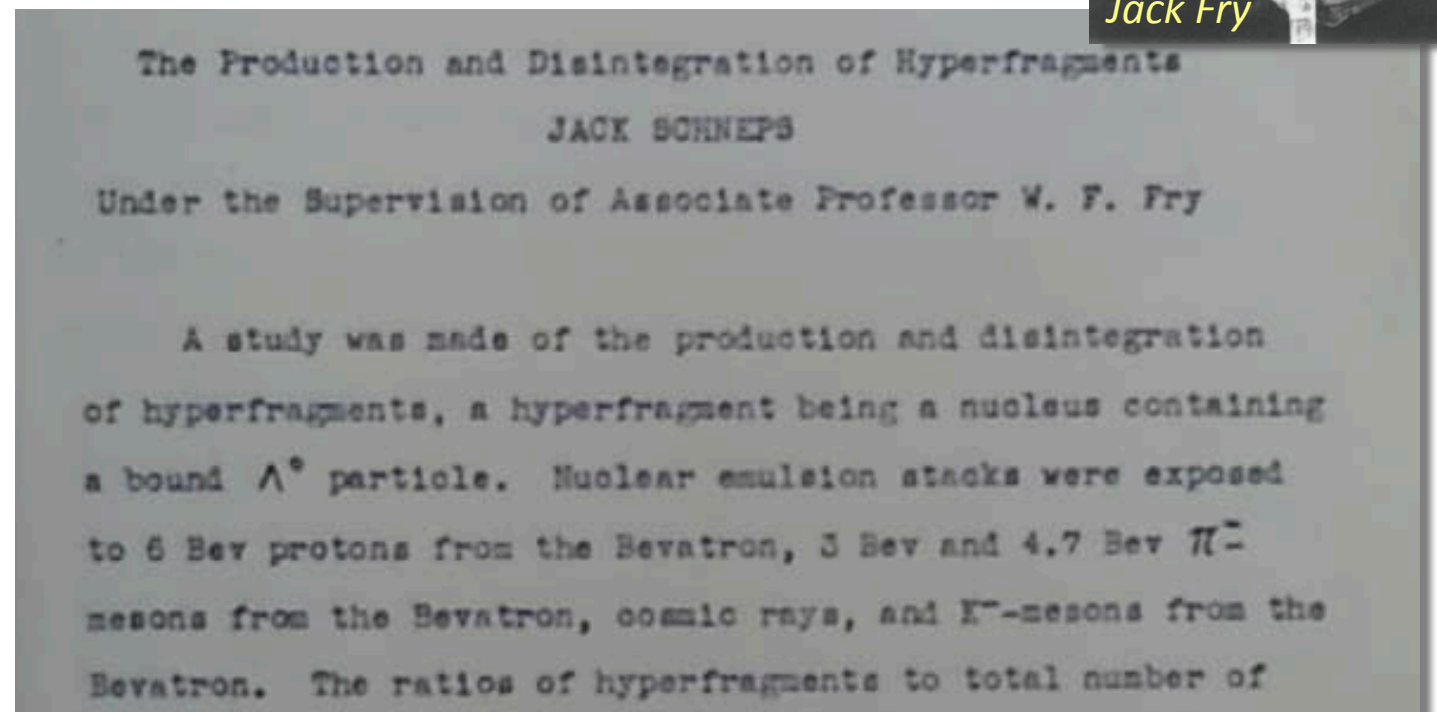 Jack Fry
The Production and Disintegration of Hyperfragments
JACK SCHNEPS
Under the Supervision of Associate Professor W. F. Fry
A study was made of the production and disintegration
of hyperfragments, a hyperfragment being a nucleus containing
a bound Λ° particle. Nuclear emulsion stacks were exposed
to 6 Bev protons from the Bevatron, 3 Bev and 4.7 Bev π⁻
mesons from the Bevatron, cosmic rays, and K⁻-mesons from the
Bevatron. The ratios of hyperfragments to total number of